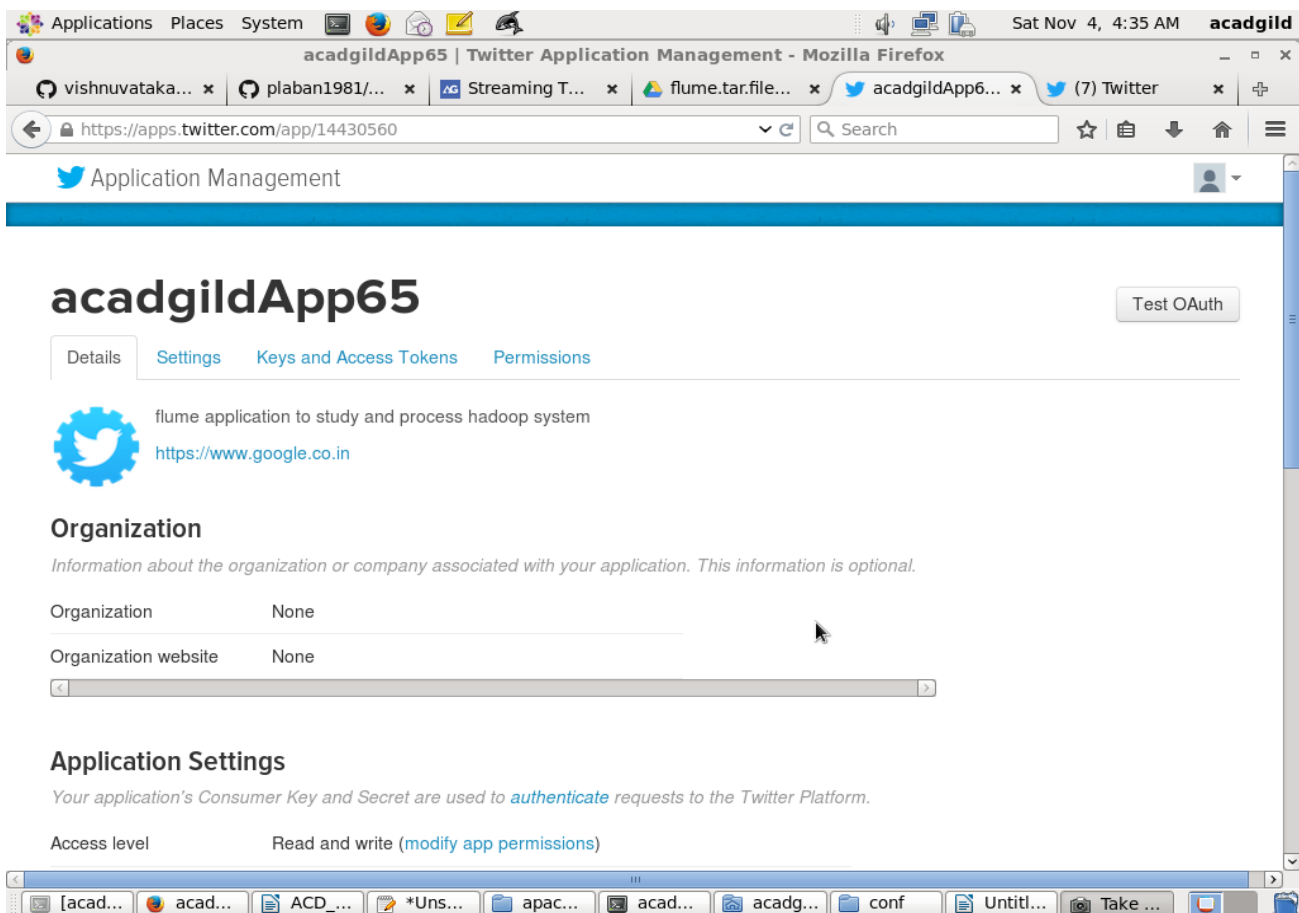 Applications Places System Sat Nov 4, 4:35 AM acadgild
acadgildApp65 | Twitter Application Management - Mozilla Firefox
vishnuvataka... plaban1981/... AG Streaming T... flume.tar.file... acadgildApp6... (7) Twitter
https://apps.twitter.com/app/14430560 Search
Application Management
acadgildApp65
Test OAuth
Details Settings Keys and Access Tokens Permissions
flume application to study and process hadoop system
https://www.google.co.in
Organization
Information about the organization or company associated with your application. This information is optional.
Organization None
Organization website None
Application Settings
Your application's Consumer Key and Secret are used to authenticate requests to the Twitter Platform.
Access level Read and write (modify app permissions)
[acad... acad... ACD_... *Uns... apac... acad... acadg... conf Untitl... Take ...